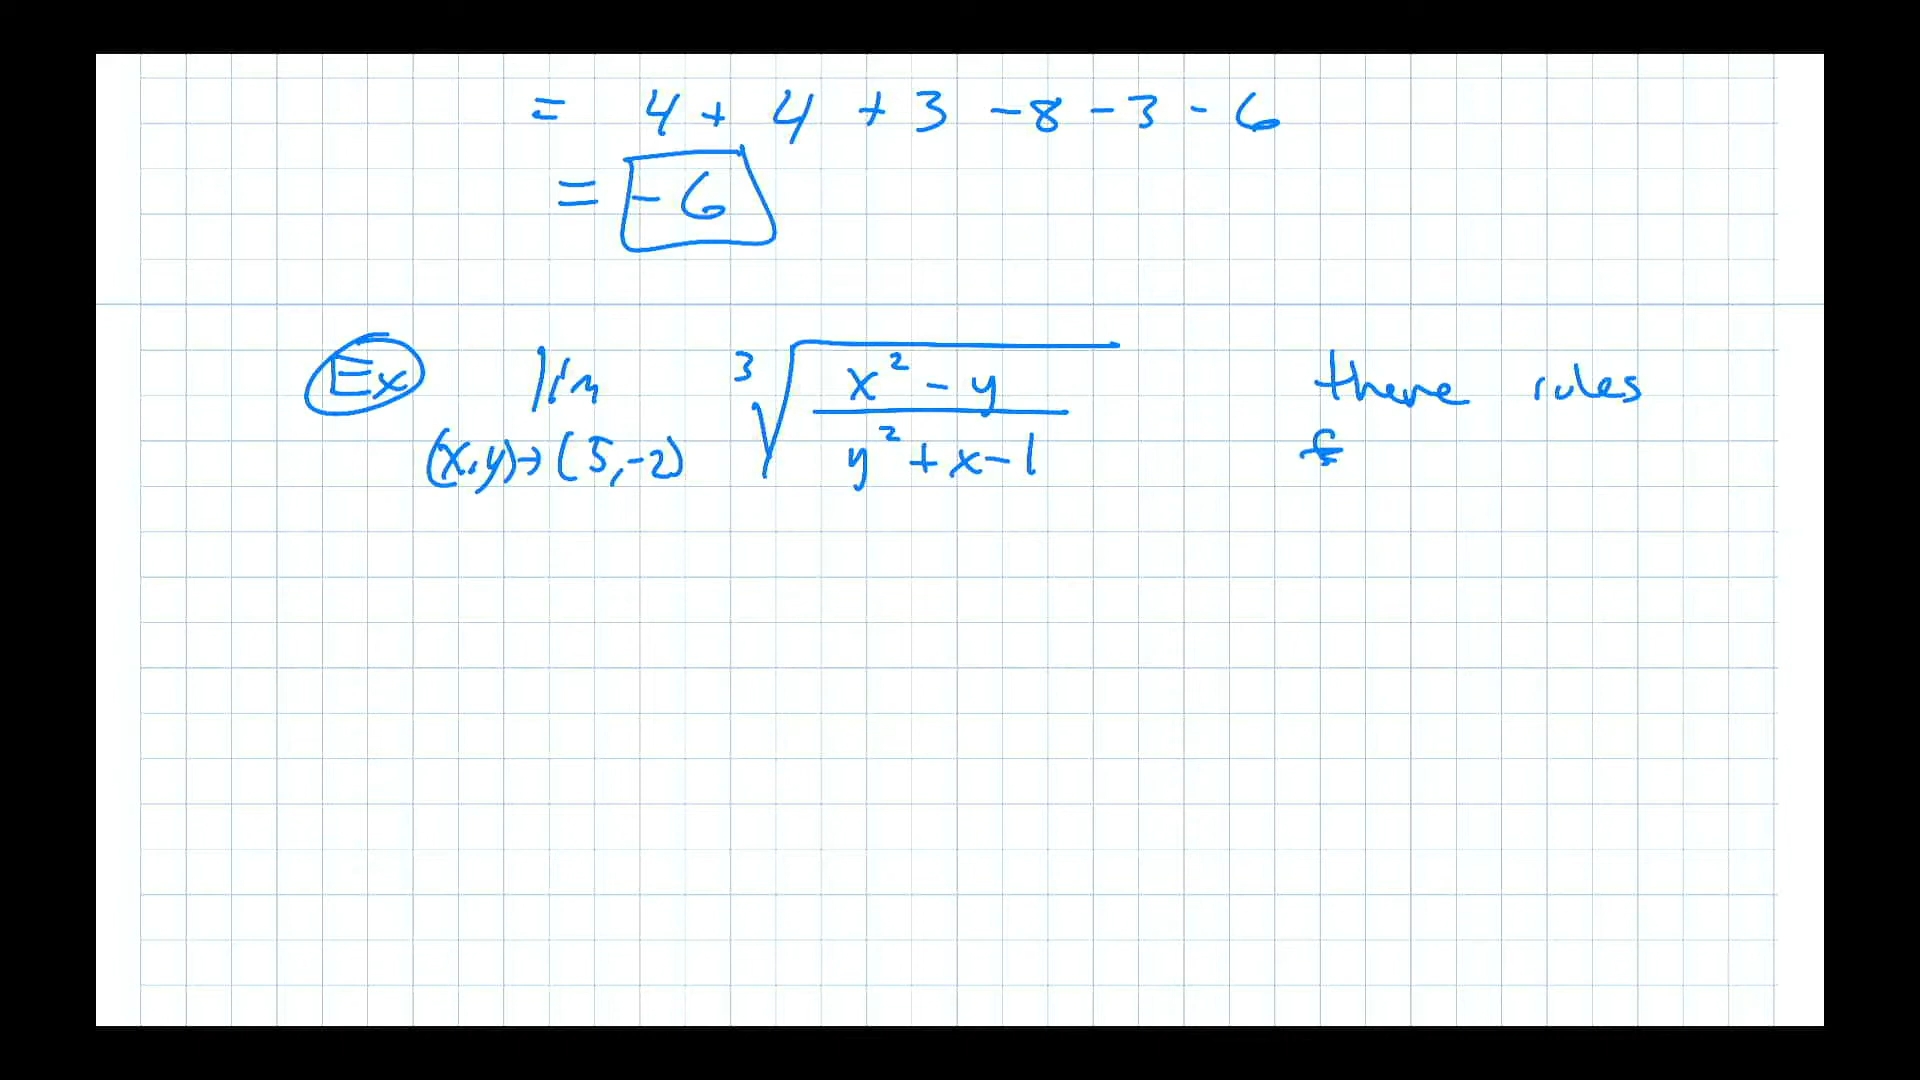 = 4 + 4 + 3 - 8 - 3 - 6
= -6
Ex lim ∛((x² - y)/(y² + x - 1)) there rules
(x,y)→(5,-2)